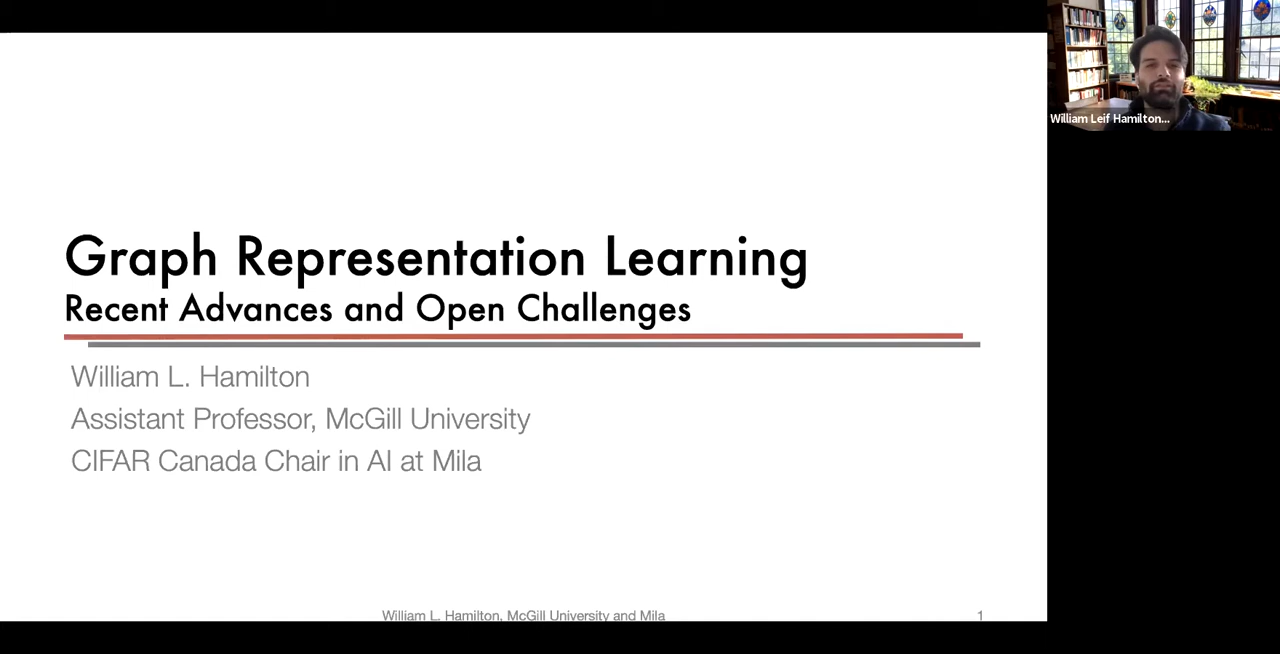 Graph Representation Learning
Recent Advances and Open Challenges
William L. Hamilton
Assistant Professor, McGill University
CIFAR Canada Chair in AI at Mila
William L. Hamilton, McGill University and Mila
1
William Leif Hamilton...